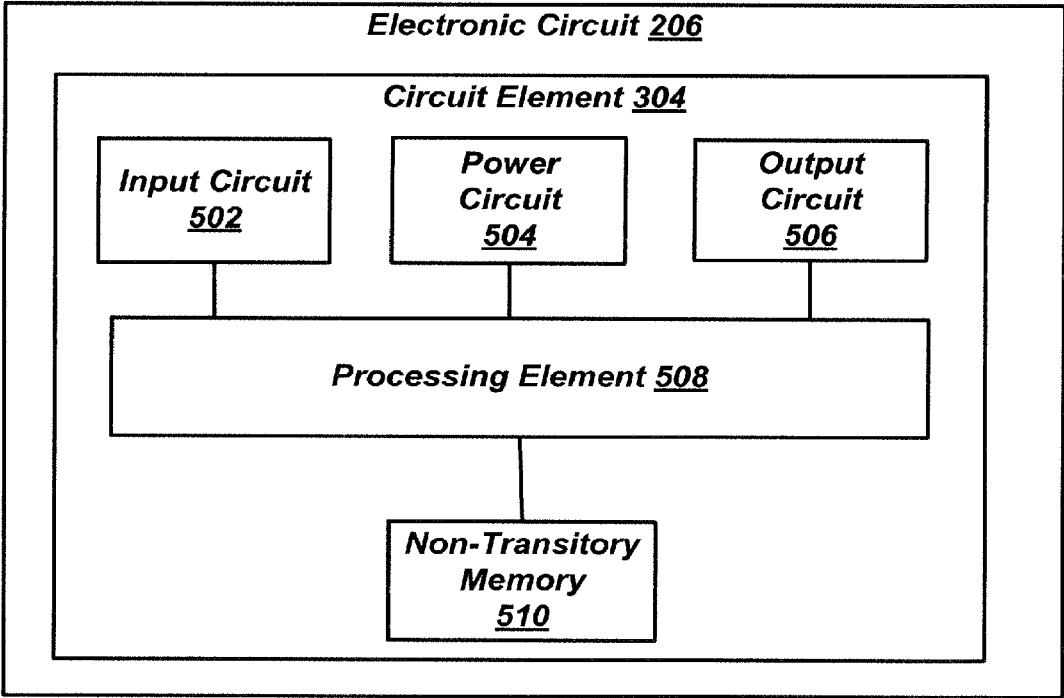 Electronic Circuit 206
Circuit Element 304
Input Circuit
502
Power
Circuit
504
Output
Circuit
506
Processing Element 508
Non-Transitory
Memory
510